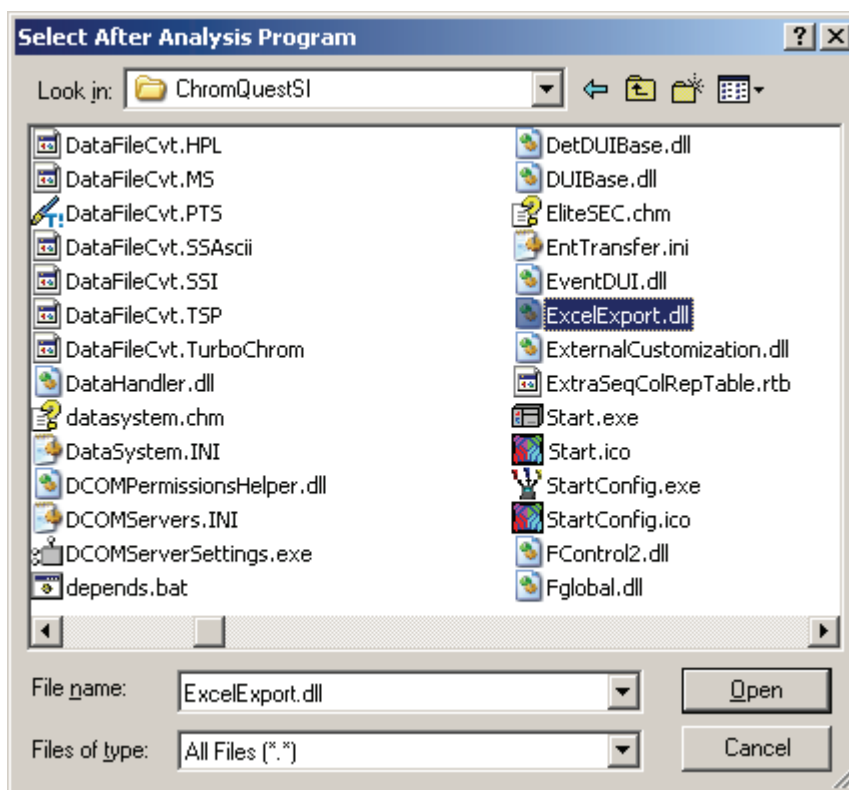 Select After Analysis Program
Look in: ChromQuestSI
DataFileCvt.HPL
DataFileCvt.MS
DataFileCvt.PTS
DataFileCvt.SSAscii
DataFileCvt.SSI
DataFileCvt.TSP
DataFileCvt.TurboChrom
DataHandler.dll
datasystem.chm
DataSystem.INI
DCOMPermissionsHelper.dll
DCOMServers.INI
DCOMServerSettings.exe
depends.bat
DetDUIBase.dll
DUIBase.dll
EliteSEC.chm
EntTransfer.ini
EventDUI.dll
ExcelExport.dll
ExternalCustomization.dll
ExtraSeqColRepTable.rtb
Start.exe
Start.ico
StartConfig.exe
StartConfig.ico
FControl2.dll
Fglobal.dll
File name: ExcelExport.dll Open
Files of type: All Files (*.*) Cancel